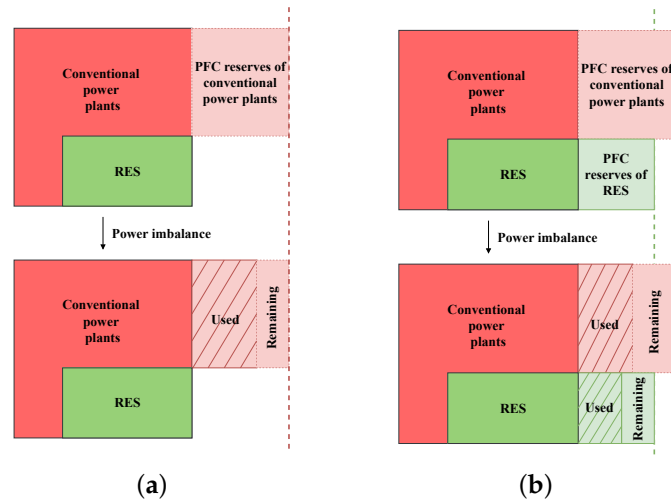 Conventional
power
plants
PFC reserves of
conventional
power plants
RES
Power imbalance
Conventional
power
plants
Used
Remaining
RES
(a)
Conventional
power
plants
PFC reserves of
conventional
power plants
RES
PFC
reserves of
RES
Power imbalance
Conventional
power
plants
Used
Remaining
RES
Used
Remaining
(b)